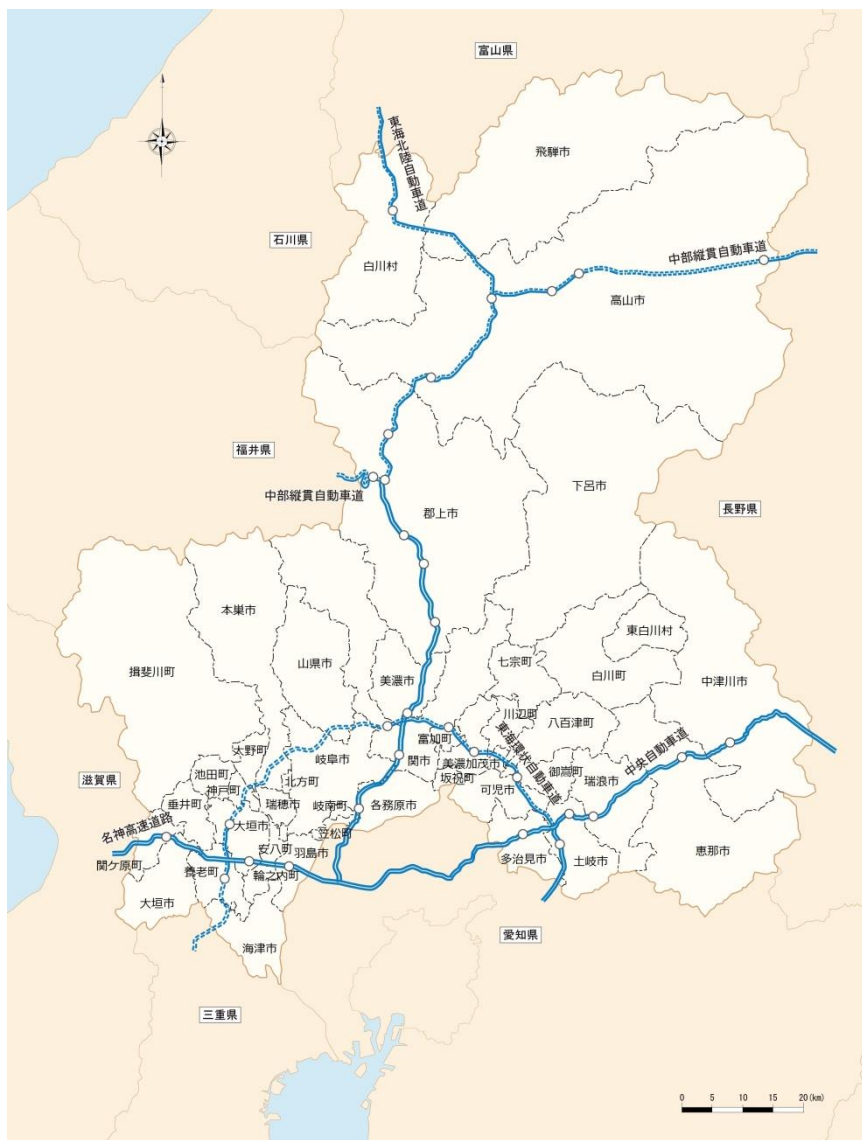 富山県
東海北陸自動車道
飛騨市
石川県
白川村
中部縦貫自動車道
高山市
福井県
中部縦貫自動車道
郡上市
下呂市
長野県
本巣市
揖斐川町
山県市
美濃市
七宗町
東白川村
白川町
中津川市
川辺町
八百津町
富加町
大野町
岐阜市
関市
美濃加茂市
坂祝町
東海環状自動車道
御嵩町
瑞浪市
中央自動車道
滋賀県
池田町
神戸町
北方町
可児市
垂井町
瑞穂市
岐南町
各務原市
名神高速道路
大垣市
笠松町
安八町
羽島市
関ケ原町
養老町
輪之内町
多治見市
土岐市
恵那市
大垣市
海津市
愛知県
三重県
0 5 10 15 20(km)